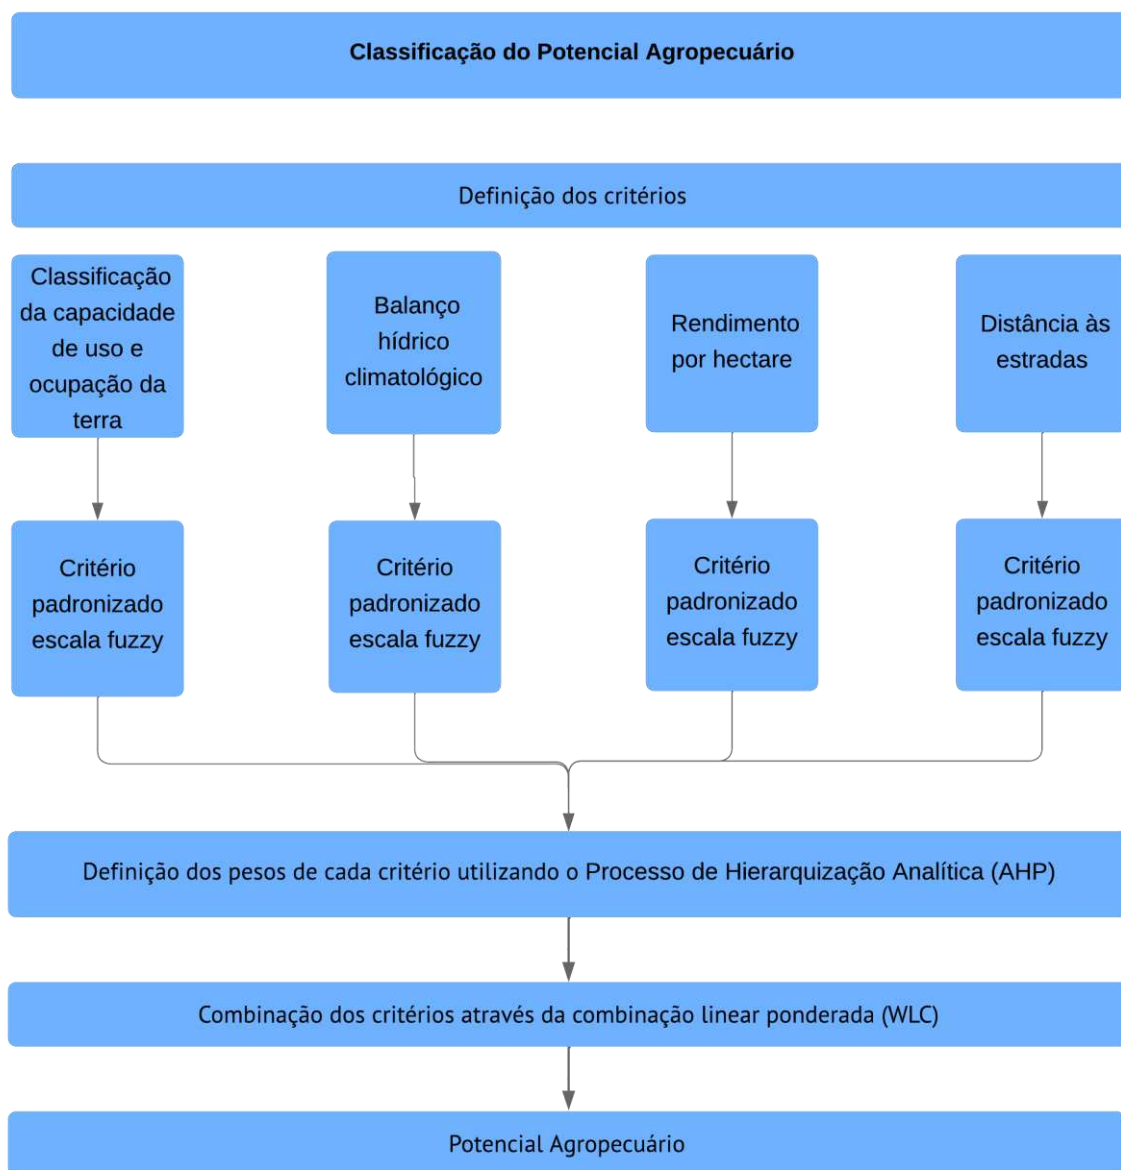 Classificação do Potencial Agropecuário
Definição dos critérios
Classificação
da capacidade
de uso e
ocupação da
terra
Balanço
hídrico
climatológico
Rendimento
por hectare
Distância às
estradas
Critério
padronizado
escala fuzzy
Critério
padronizado
escala fuzzy
Critério
padronizado
escala fuzzy
Critério
padronizado
escala fuzzy
Definição dos pesos de cada critério utilizando o Processo de Hierarquização Analítica (AHP)
Combinação dos critérios através da combinação linear ponderada (WLC)
Potencial Agropecuário